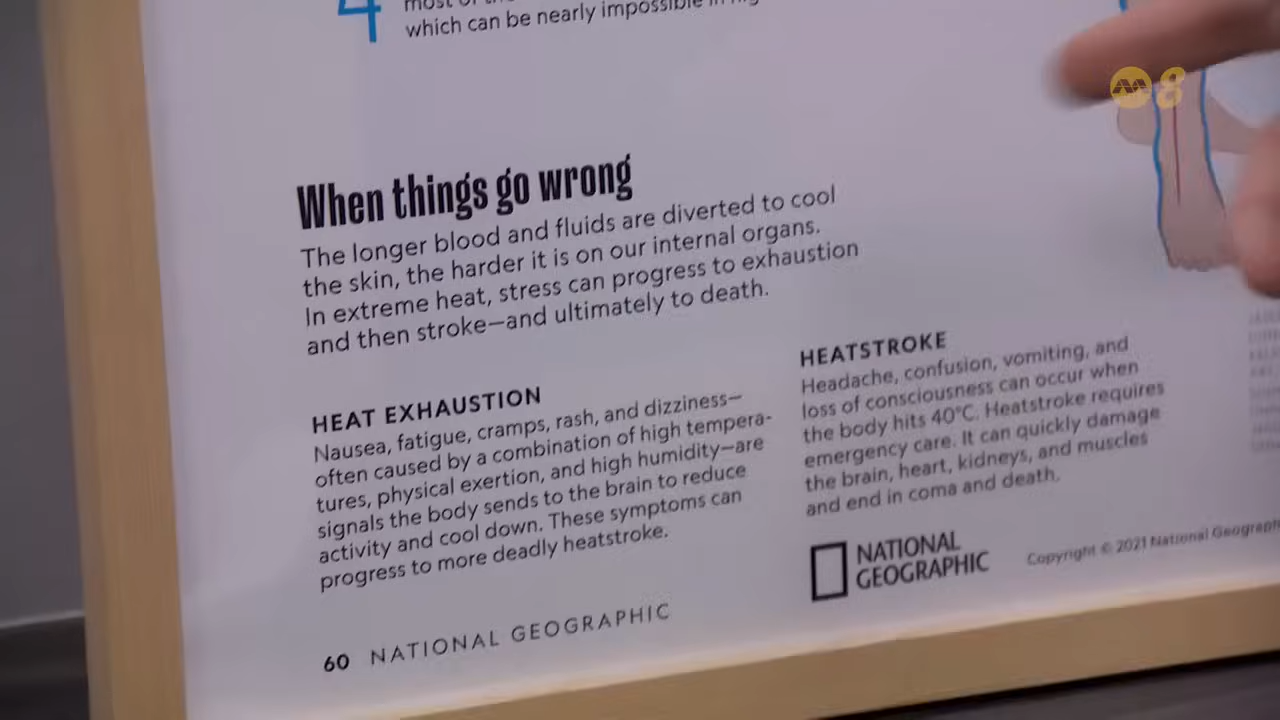 4
which can be nearly impossible in
When things go wrong
The longer blood and fluids are diverted to cool
the skin, the harder it is on our internal organs.
In extreme heat, stress can progress to exhaustion
and then stroke—and ultimately to death.
HEAT EXHAUSTION
Nausea, fatigue, cramps, rash, and dizziness—
often caused by a combination of high tempera-
tures, physical exertion, and high humidity—are
signals the body sends to the brain to reduce
activity and cool down. These symptoms can
progress to more deadly heatstroke.
HEATSTROKE
Headache, confusion, vomiting, and
loss of consciousness can occur when
the body hits 40°C. Heatstroke requires
emergency care. It can quickly damage
the brain, heart, kidneys, and muscles
and end in coma and death.
NATIONAL
GEOGRAPHIC
Copyright © 2021 National Geograph
60 NATIONAL GEOGRAPHIC
8